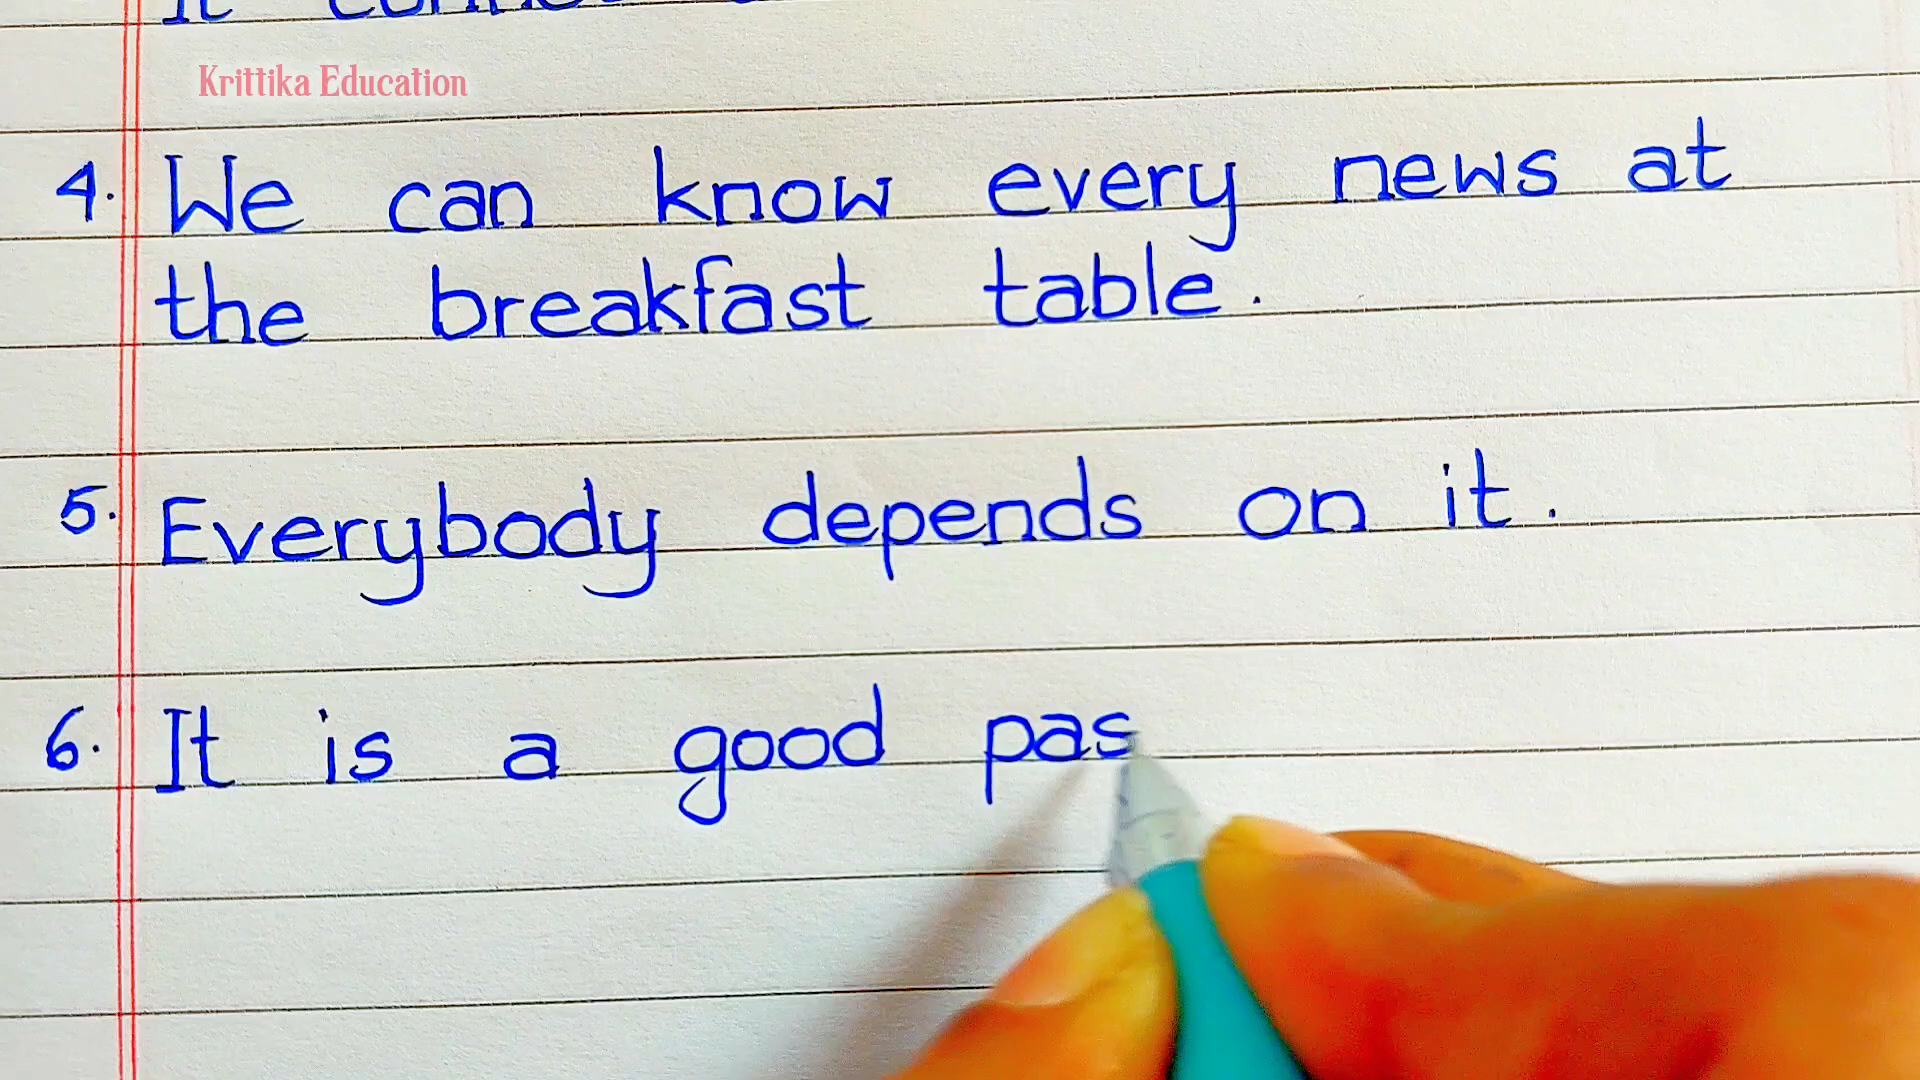 It
Krittika Education
4. We can know every news at
the breakfast table.
5. Everybody depends on it.
6. It is a good pas